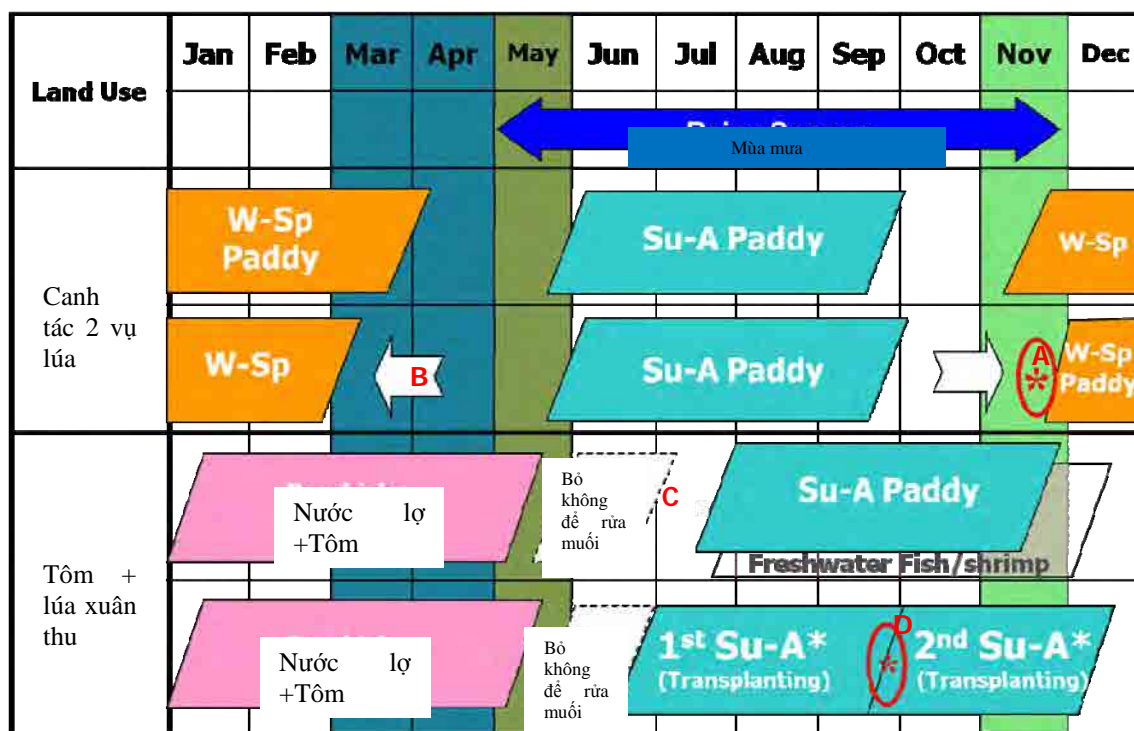 Jan Feb Mar Apr May Jun Jul Aug Sep Oct Nov Dec
Land Use
Mùa mưa
W-Sp
Paddy
Su-A Paddy
W-Sp
Canh
tác 2 vụ
lúa
W-Sp
B
Su-A Paddy
A
*
W-Sp
Paddy
Tôm +
lúa xuân
thu
Nước lợ
+Tôm
Bỏ
không
để rửa
muối
C
Su-A Paddy
Freshwater Fish/shrimp
Nước lợ
+Tôm
Bỏ
không
để rửa
muối
1st Su-A*
(Transplanting)
D
*
2nd Su-A*
(Transplanting)